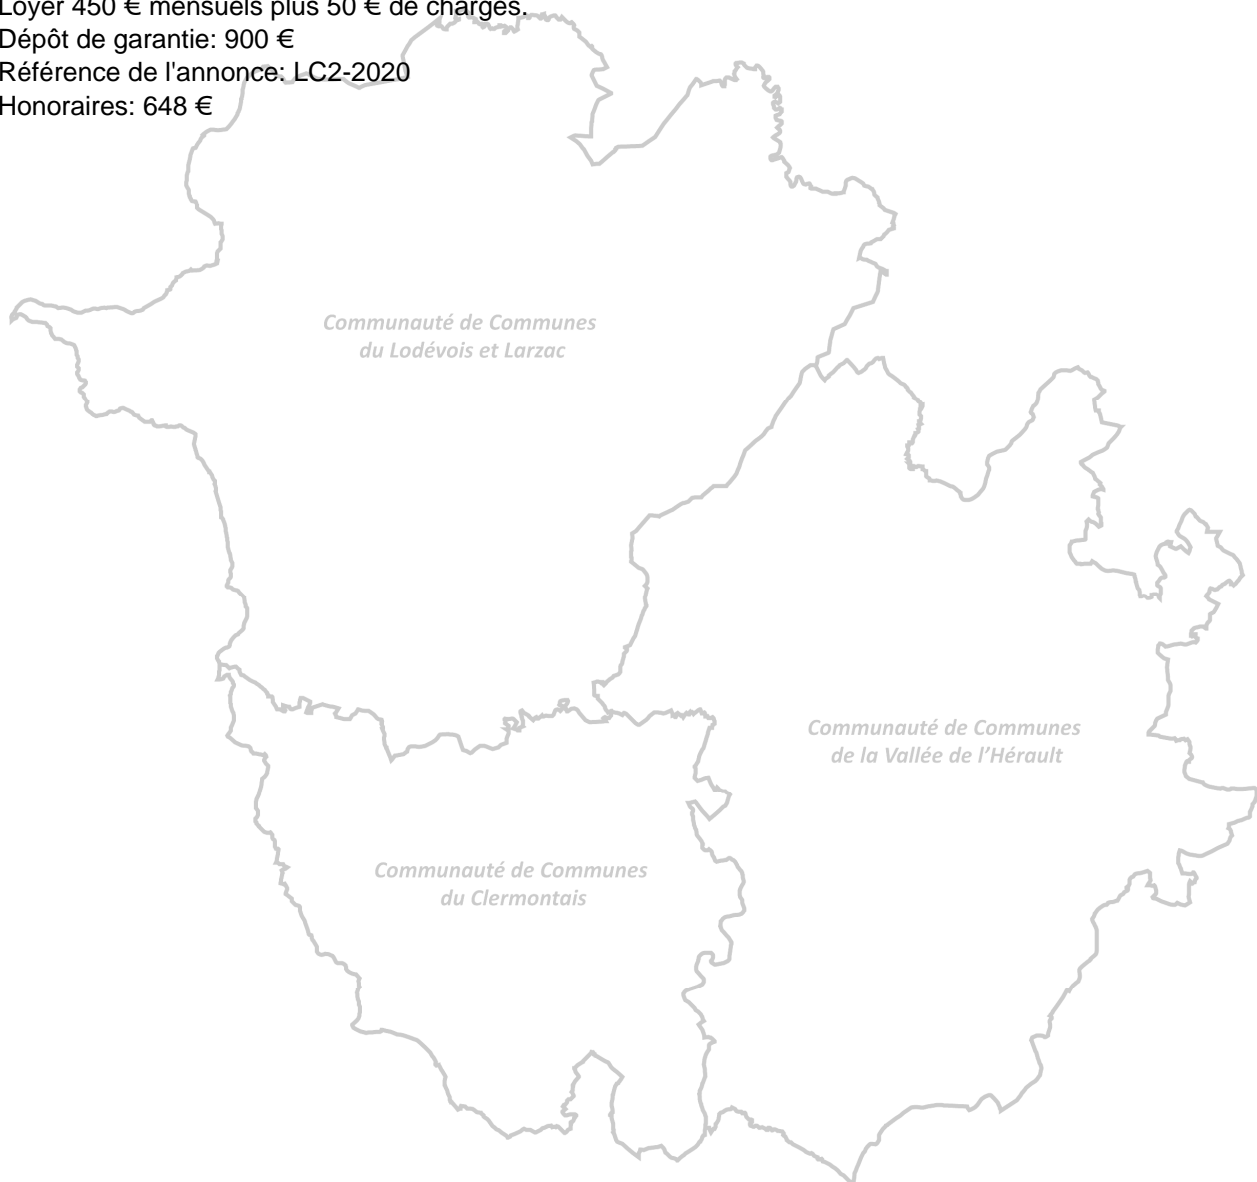 Loyer 450 € mensuels plus 50 € de charges.
Dépôt de garantie: 900 €
Référence de l'annonce: LC2-2020
Honoraires: 648 €
Communauté de Communes
du Lodévois et Larzac
Communauté de Communes
de la Vallée de l’Hérault
Communauté de Communes
du Clermontais